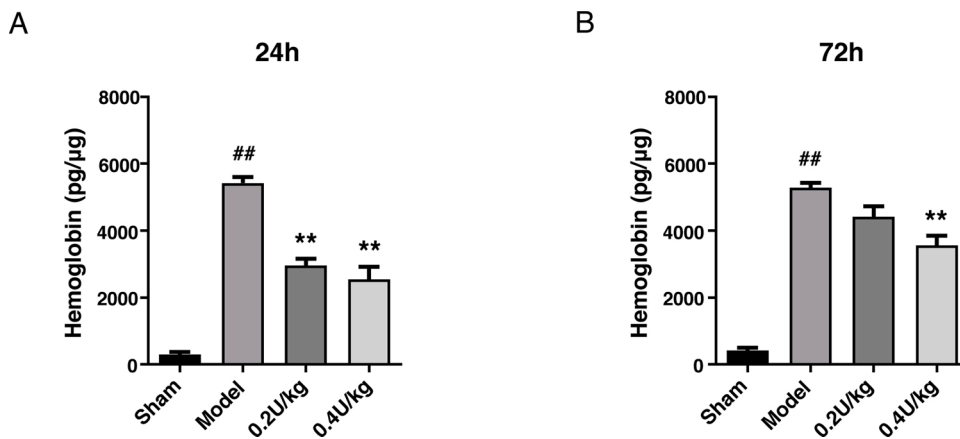 A
24h
Hemoglobin (pg/µg)
8000
6000
4000
2000
0
##
**
**
Sham
Model
0.2U/kg
0.4U/kg
B
72h
Hemoglobin (pg/µg)
8000
6000
4000
2000
0
##
**
Sham
Model
0.2U/kg
0.4U/kg